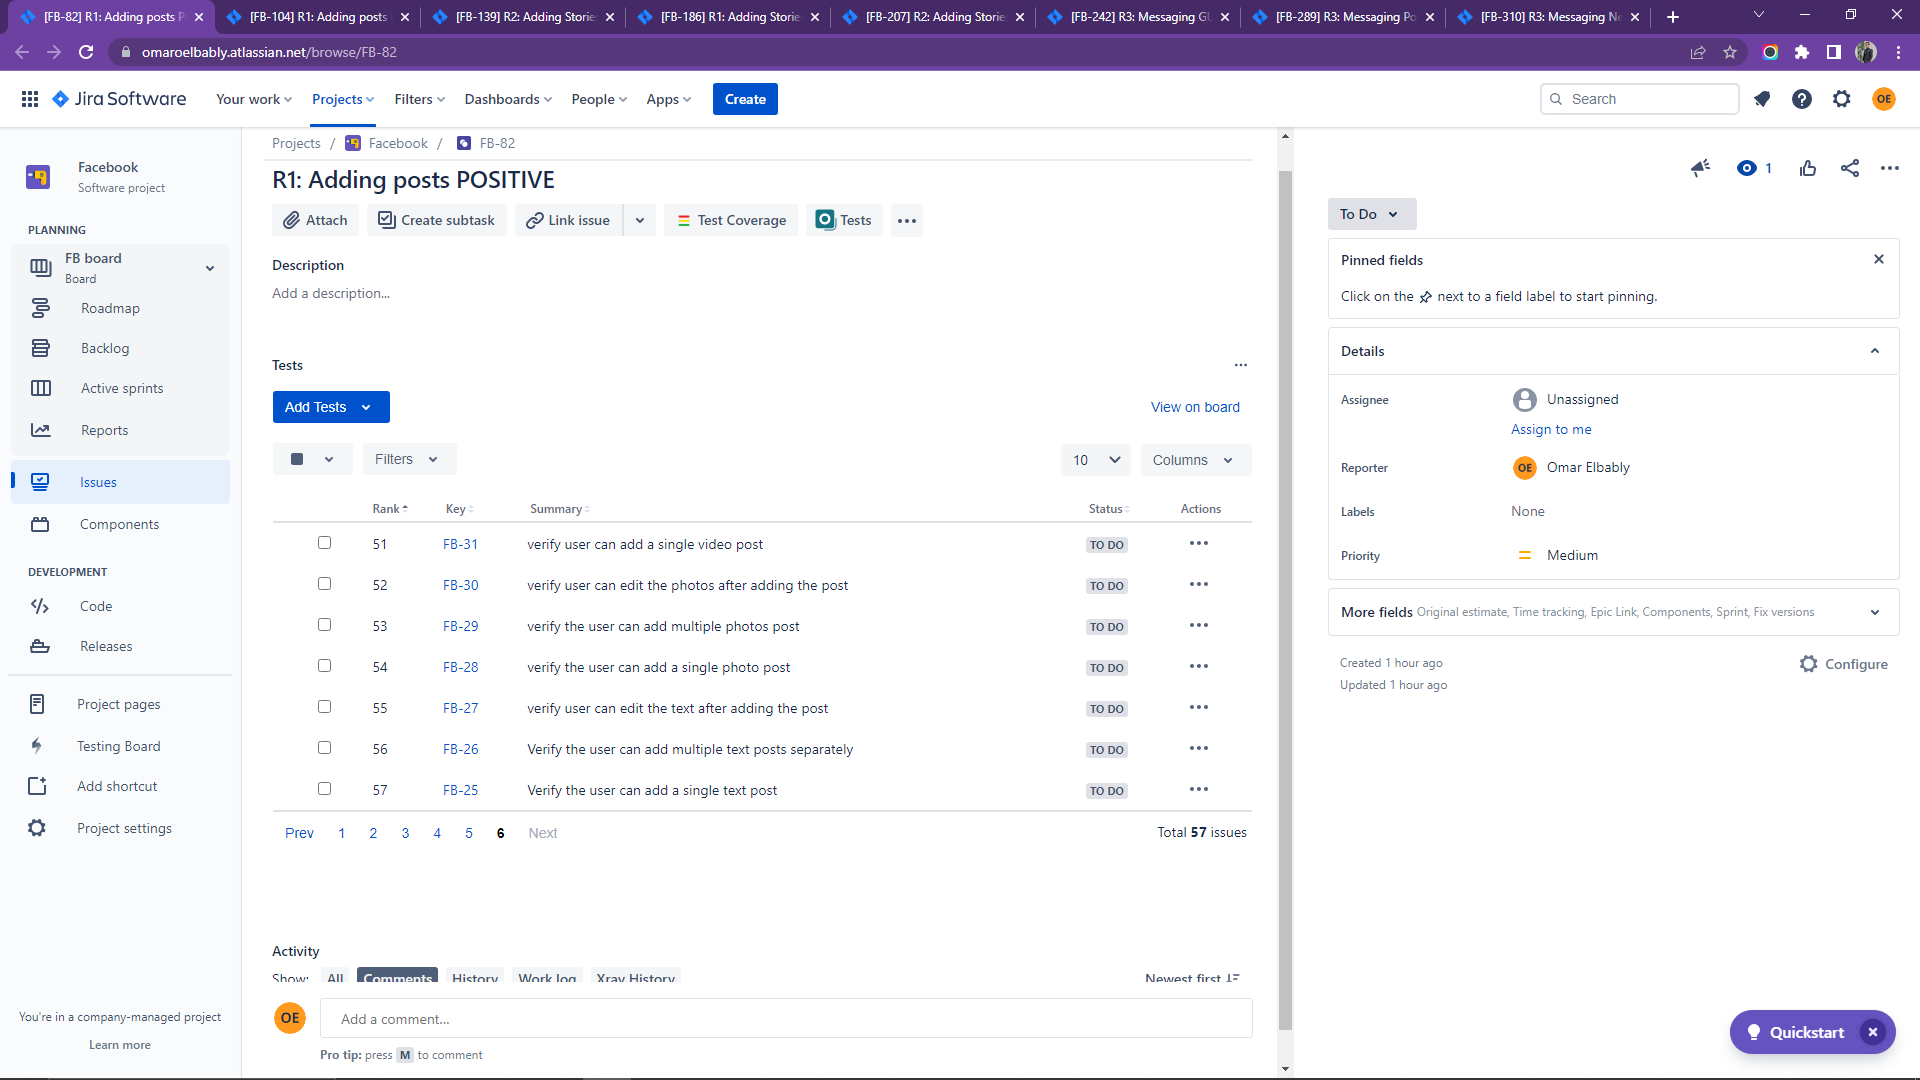 [FB-82] R1: Adding posts P
[FB-104] R1: Adding posts
[FB-139] R2: Adding Storie
[FB-186] R1: Adding Storie
[FB-207] R2: Adding Storie
[FB-242] R3: Messaging GU
[FB-289] R3: Messaging Po
[FB-310] R3: Messaging Ne
omaroelbably.atlassian.net/browse/FB-82
Jira Software
Your work
Projects
Filters
Dashboards
People
Apps
Create
Search
OE
Facebook
Software project
PLANNING
FB board
Board
Roadmap
Backlog
Active sprints
Reports
Issues
Components
DEVELOPMENT
Code
Releases
Project pages
Testing Board
Add shortcut
Project settings
You're in a company-managed project
Learn more
Projects / Facebook / FB-82
R1: Adding posts POSITIVE
Attach
Create subtask
Link issue
Test Coverage
Tests
Description
Add a description...
Tests
Add Tests
View on board
Filters
10
Columns
Rank Key Summary Status Actions
51 FB-31 verify user can add a single video post TO DO
52 FB-30 verify user can edit the photos after adding the post TO DO
53 FB-29 verify the user can add multiple photos post TO DO
54 FB-28 verify the user can add a single photo post TO DO
55 FB-27 verify user can edit the text after adding the post TO DO
56 FB-26 Verify the user can add multiple text posts separately TO DO
57 FB-25 Verify the user can add a single text post TO DO
Prev 1 2 3 4 5 6 Next
Total 57 issues
Activity
Show: All Comments History Work log Xray History
Newest first
OE
Add a comment...
Pro tip: press M to comment
1
To Do
Pinned fields
Click on the next to a field label to start pinning.
Details
Assignee Unassigned
Assign to me
Reporter OE Omar Elbably
Labels None
Priority Medium
More fields Original estimate, Time tracking, Epic Link, Components, Sprint, Fix versions
Created 1 hour ago
Configure
Updated 1 hour ago
Quickstart